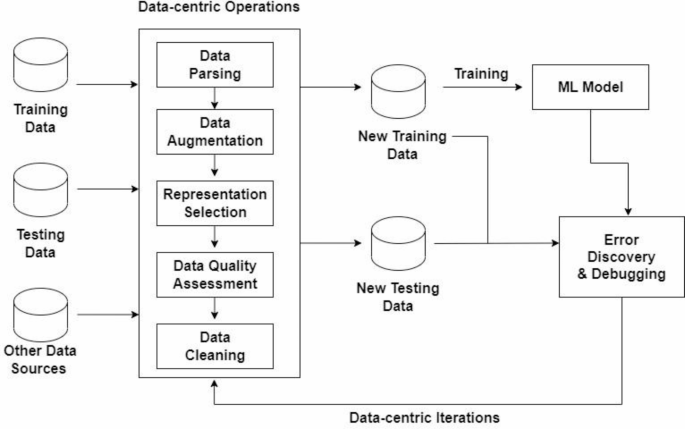 Data-centric Operations
Training
Data
Testing
Data
Other Data
Sources
Data
Parsing
Data
Augmentation
Representation
Selection
Data Quality
Assessment
Data
Cleaning
New Training
Data
New Testing
Data
Training
ML Model
Error
Discovery
& Debugging
Data-centric Iterations